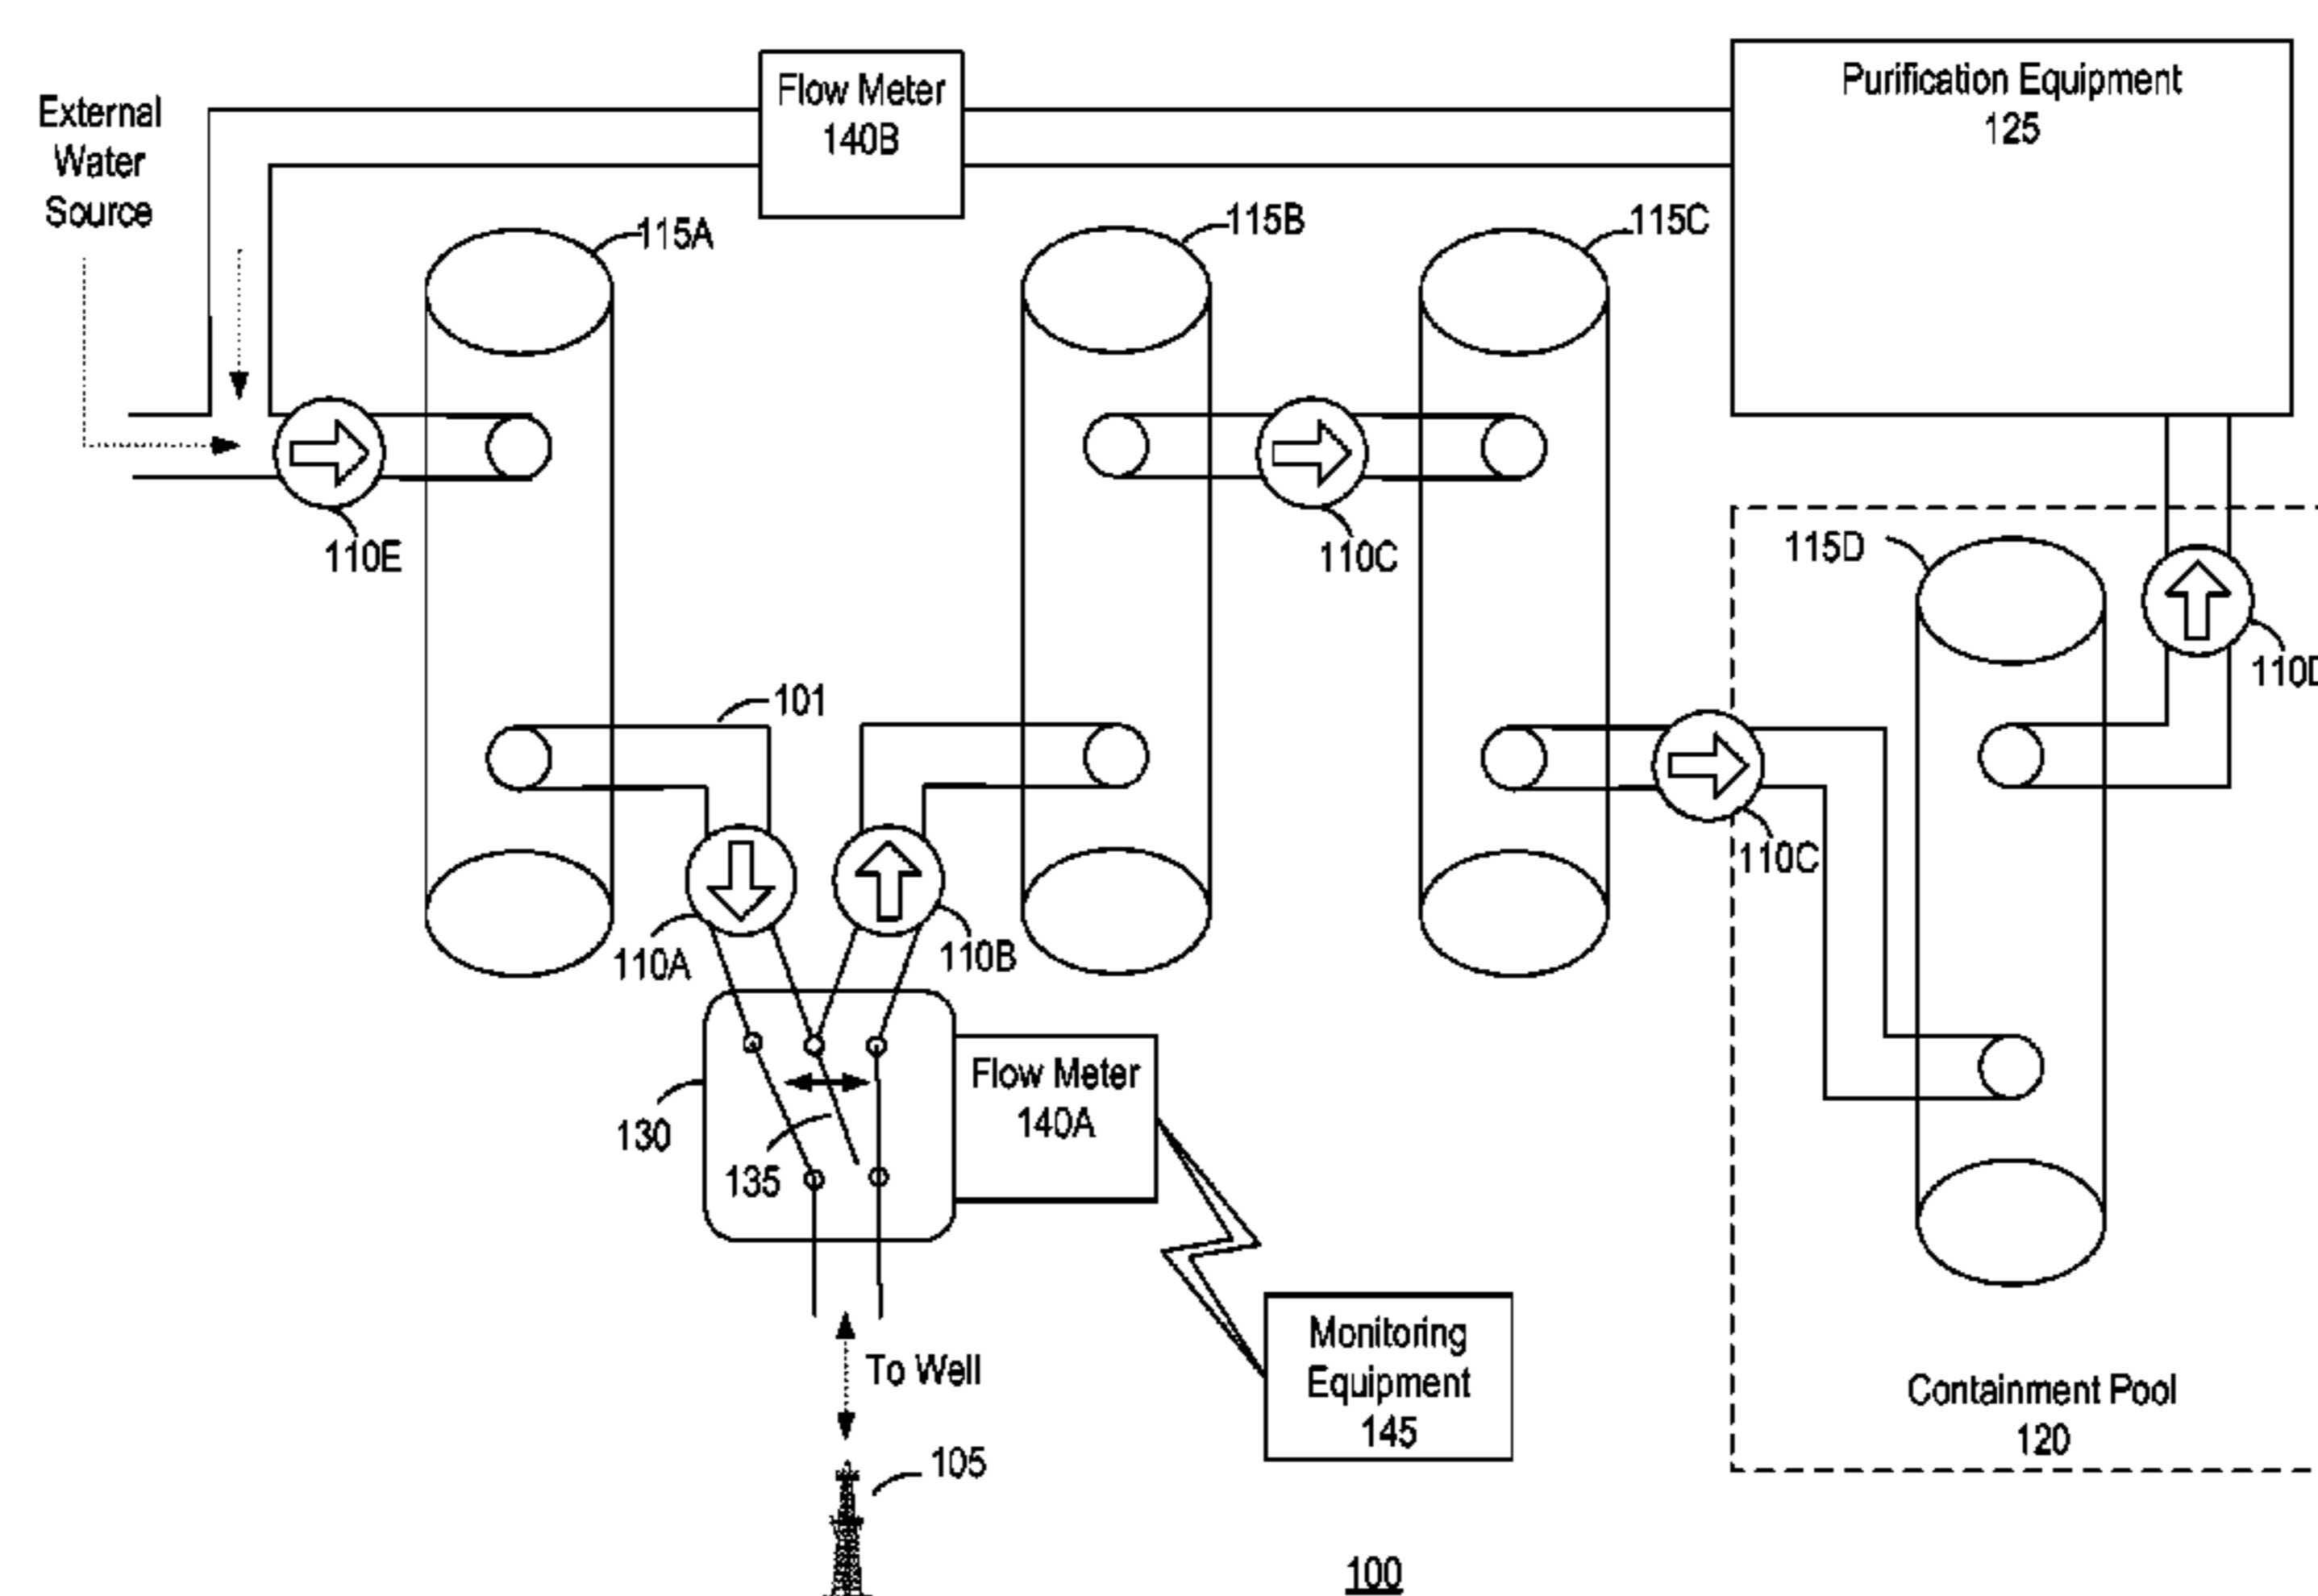 External
Water
Source
Flow Meter
140B
Purification Equipment
125
115A
115B
115C
110E
110C
115D
110D
101
110C
110A
110B
130
135
Flow Meter
140A
To Well
Monitoring
Equipment
145
Containment Pool
120
105
100